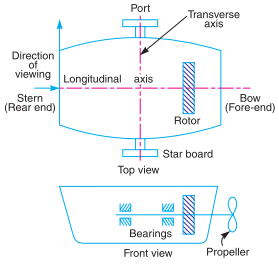 Port
Transverse
axis
Direction
of
viewing
Longitudinal axis
Stern
(Rear end)
Bow
(Fore-end)
Rotor
Star board
Top view
Bearings
Propeller
Front view